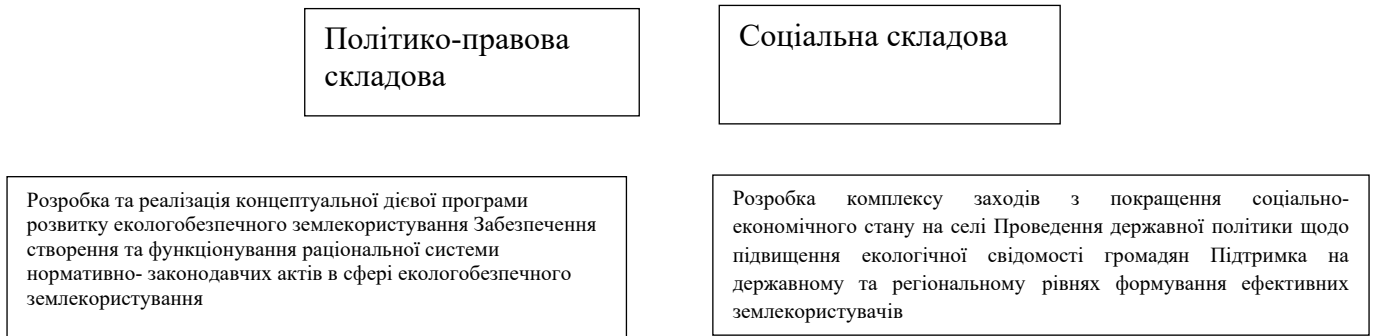 Політико-правова
складова
Соціальна складова
Розробка та реалізація концептуальної дієвої програми
розвитку екологобезпечного землекористування Забезпечення
створення та функціонування раціональної системи
нормативно- законодавчих актів в сфері екологобезпечного
землекористування
Розробка комплексу заходів з покращення соціально-
економічного стану на селі Проведення державної політики щодо
підвищення екологічної свідомості громадян Підтримка на
державному та регіональному рівнях формування ефективних
землекористувачів